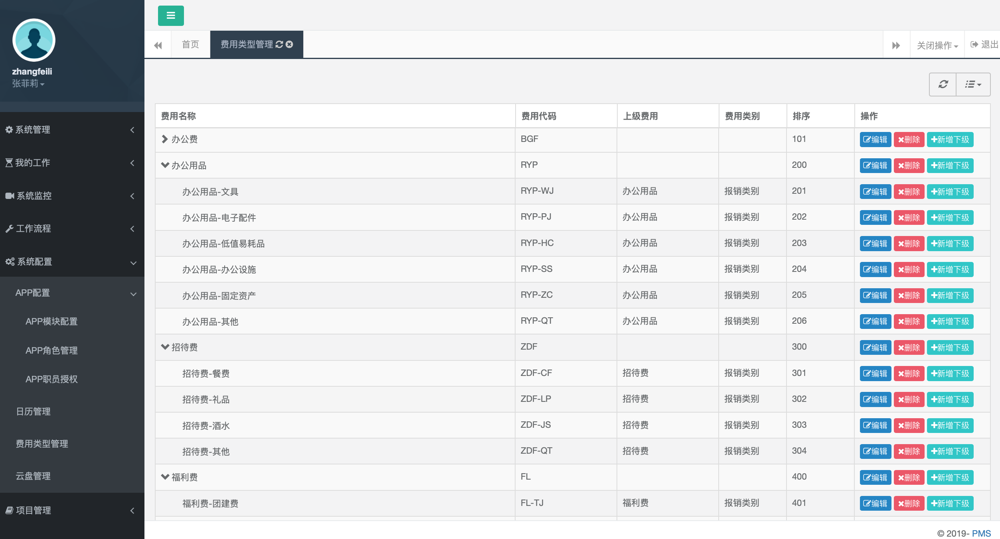 zhangfeili
张菲莉
系统管理
我的工作
系统监控
工作流程
系统配置
APP配置
APP模块配置
APP角色管理
APP职员授权
日历管理
费用类型管理
云盘管理
项目管理
首页 费用类型管理 关闭操作 退出
费用名称 费用代码 上级费用 费用类别 排序 操作
办公费 BGF 101 编辑 删除 新增下级
办公用品 RYP 200 编辑 删除 新增下级
办公用品-文具 RYP-WJ 办公用品 报销类别 201 编辑 删除 新增下级
办公用品-电子配件 RYP-PJ 办公用品 报销类别 202 编辑 删除 新增下级
办公用品-低值易耗品 RYP-HC 办公用品 报销类别 203 编辑 删除 新增下级
办公用品-办公设施 RYP-SS 办公用品 报销类别 204 编辑 删除 新增下级
办公用品-固定资产 RYP-ZC 办公用品 报销类别 205 编辑 删除 新增下级
办公用品-其他 RYP-QT 办公用品 报销类别 206 编辑 删除 新增下级
招待费 ZDF 300 编辑 删除 新增下级
招待费-餐费 ZDF-CF 招待费 报销类别 301 编辑 删除 新增下级
招待费-礼品 ZDF-LP 招待费 报销类别 302 编辑 删除 新增下级
招待费-酒水 ZDF-JS 招待费 报销类别 303 编辑 删除 新增下级
招待费-其他 ZDF-QT 招待费 报销类别 304 编辑 删除 新增下级
福利费 FL 400 编辑 删除 新增下级
福利费-团建费 FL-TJ 福利费 报销类别 401 编辑 删除 新增下级
© 2019- PMS